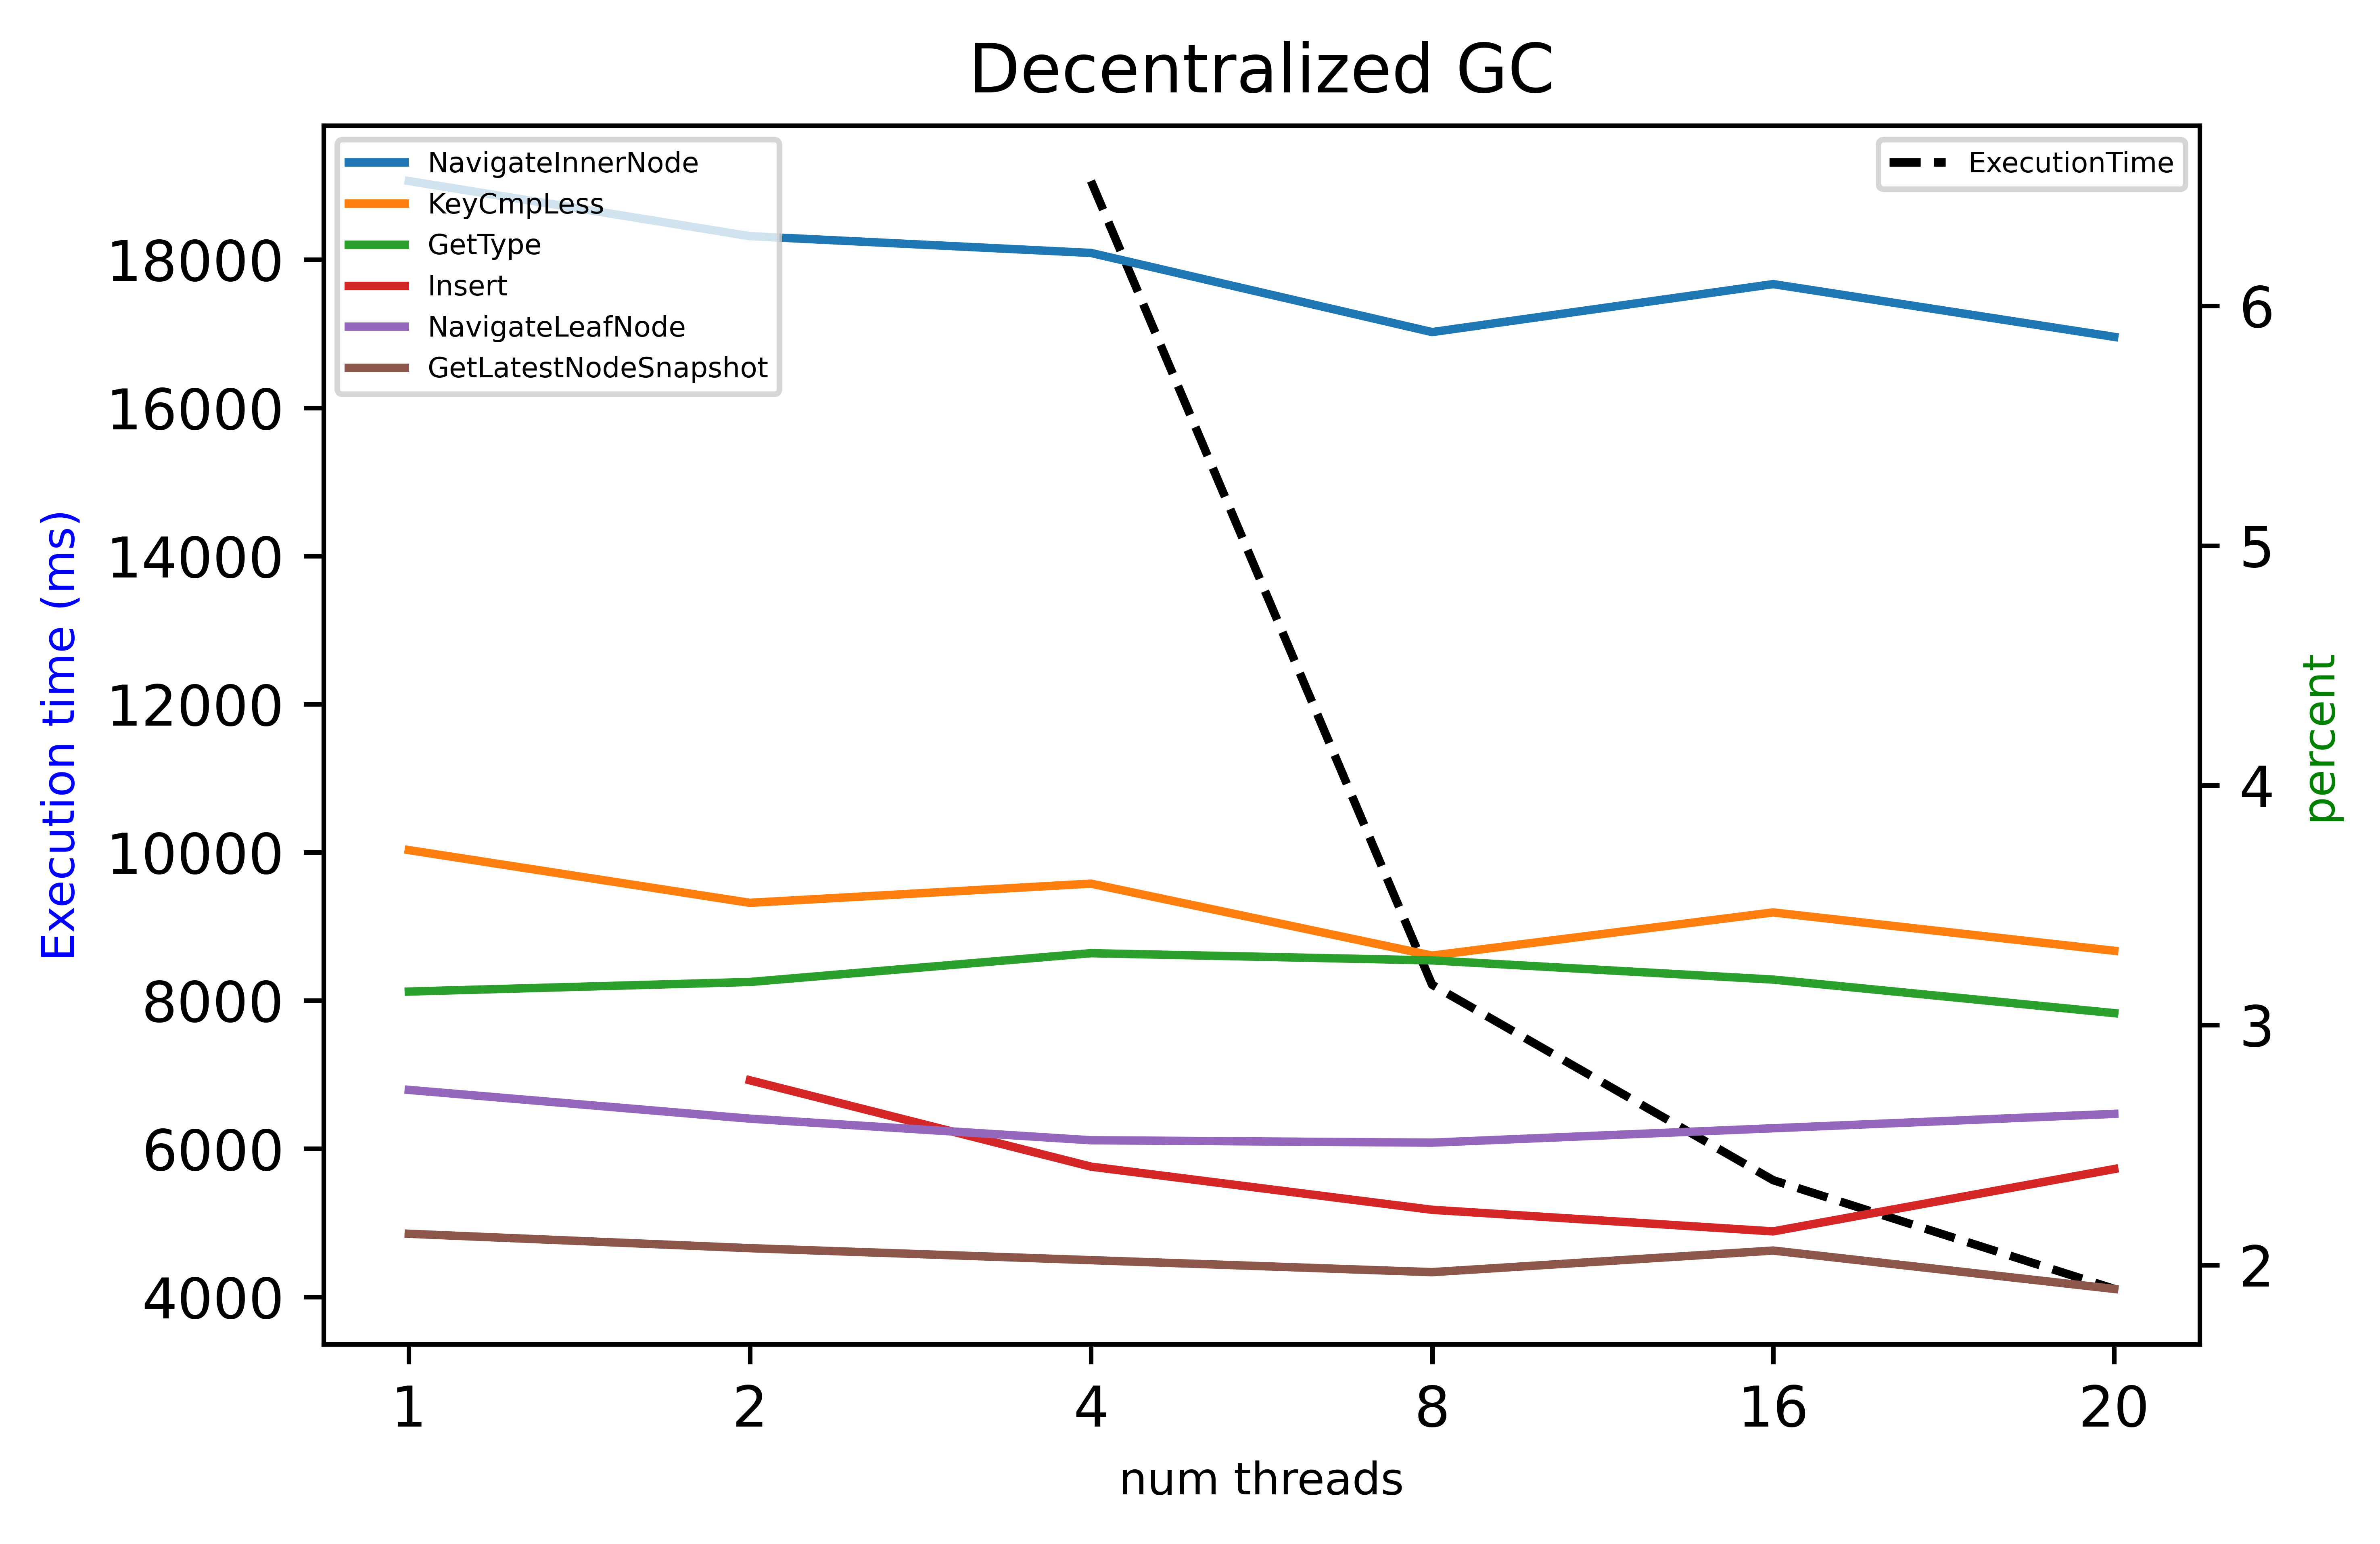 Decentralized GC
NavigateInnerNode
KeyCmpLess
GetType
Insert
NavigateLeafNode
GetLatestNodeSnapshot
ExecutionTime
Execution time (ms)
18000
16000
14000
12000
10000
8000
6000
4000
6
5
4
3
2
percent
1 2 4 8 16 20
num threads